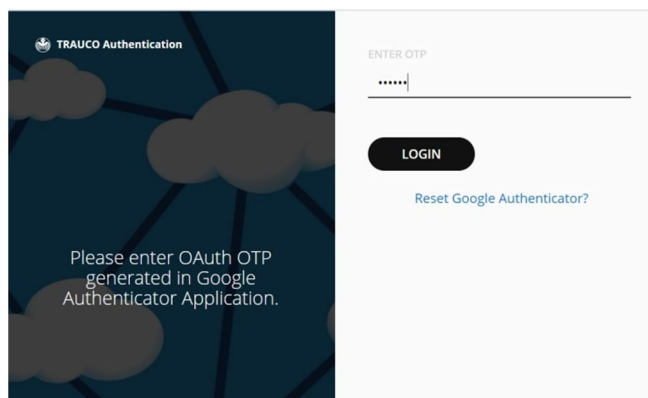 TRAUCO Authentication
Please enter OAuth OTP
generated in Google
Authenticator Application.
ENTER OTP
••••••
LOGIN
Reset Google Authenticator?